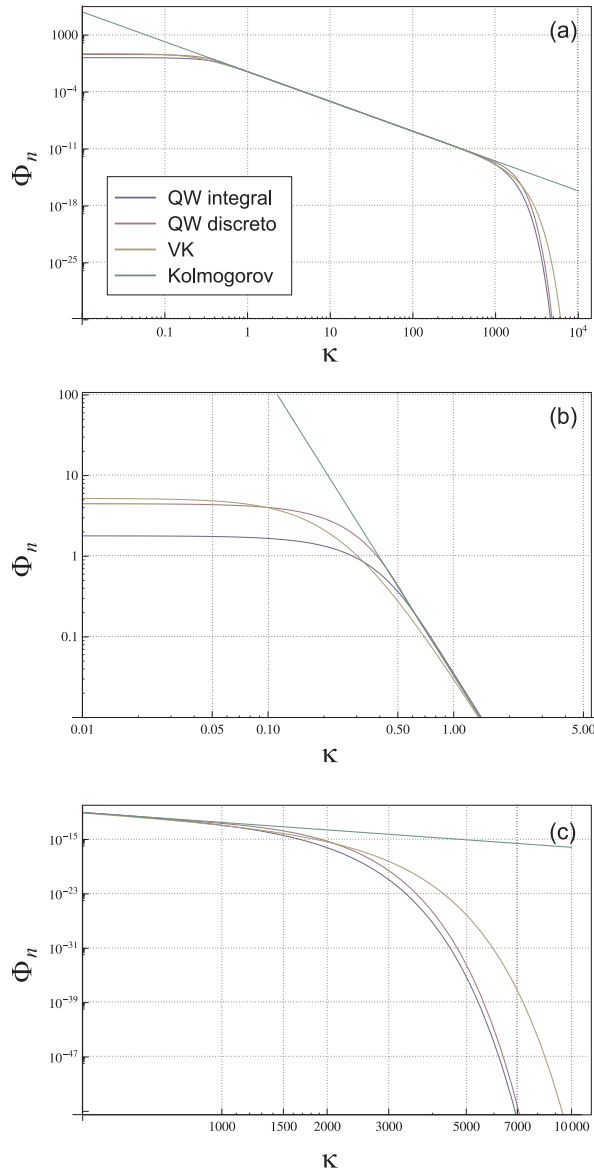 (a)
1000
10^-4
10^-11
10^-18
10^-25
Φn
QW integral
QW discreto
VK
Kolmogorov
0.1 1 10 100 1000 10^4
κ
(b)
100
10
1
0.1
Φn
0.01 0.05 0.10 0.50 1.00 5.00
κ
(c)
10^-15
10^-23
10^-31
10^-39
10^-47
Φn
1000 1500 2000 3000 5000 7000 10000
κ